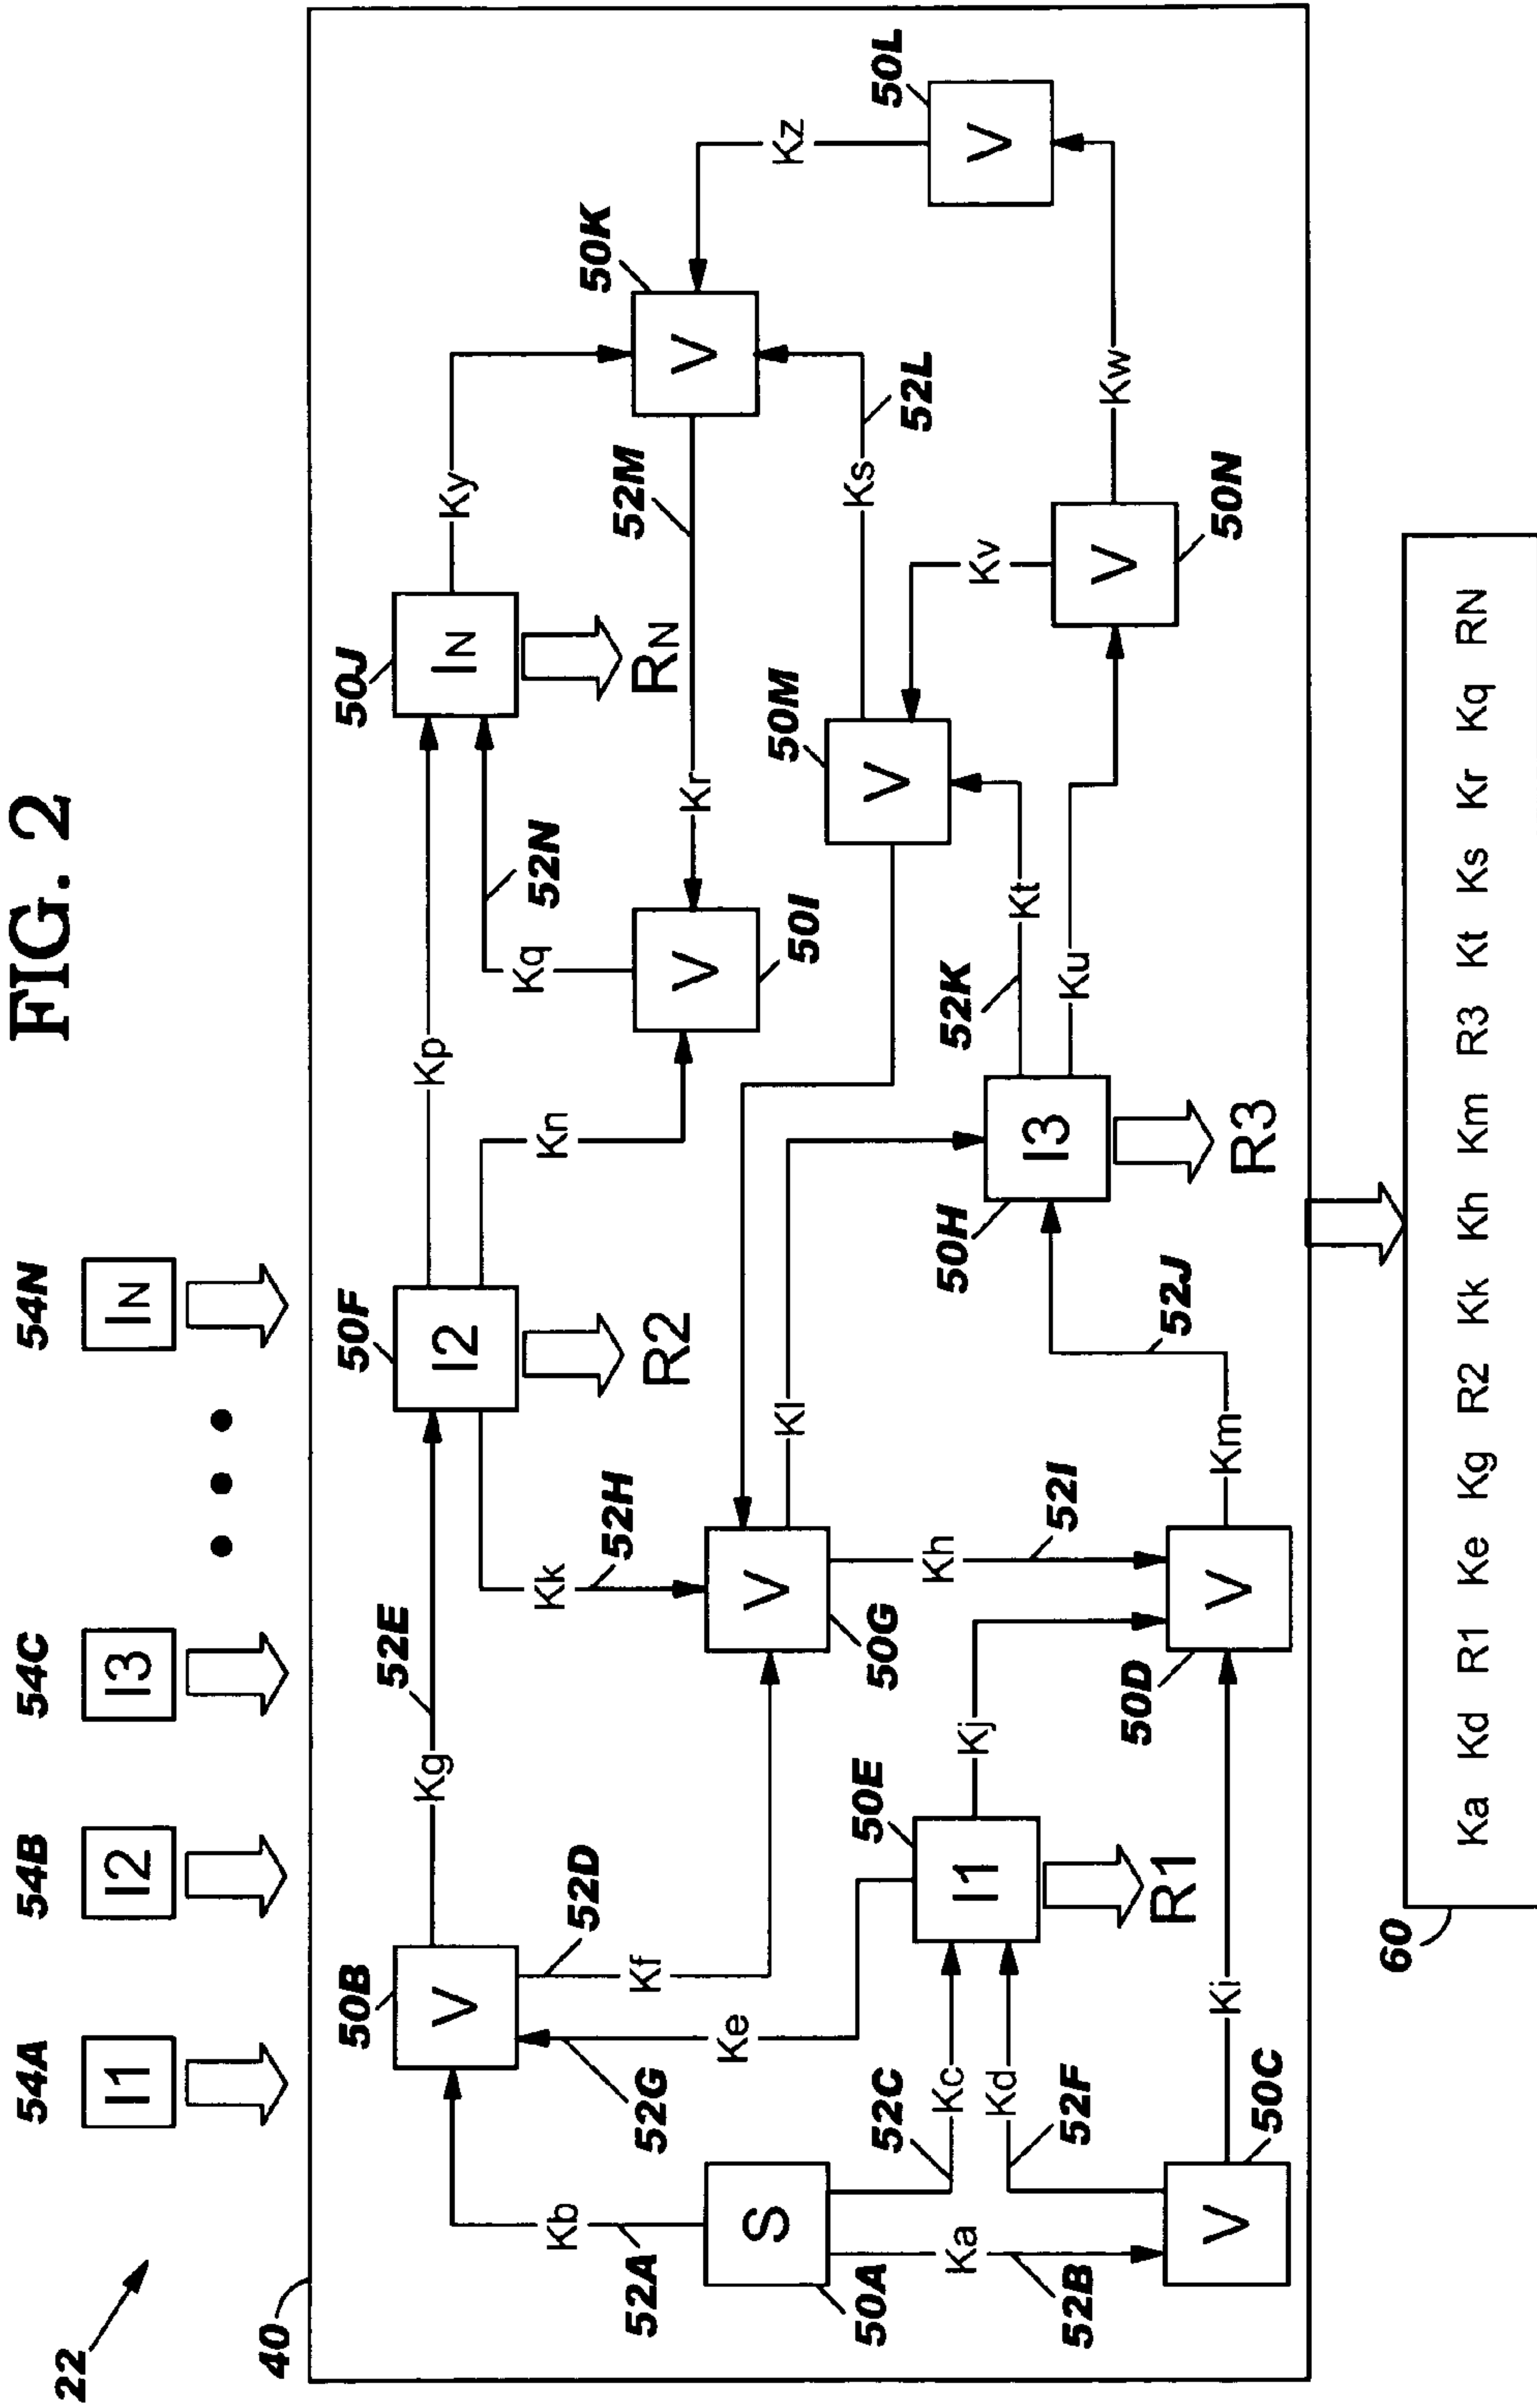 FIG. 2
22
54A
54B
54C
54N
I1
I2
I3
IN
40
50B
V
Kg
52E
50F
I2
R2
Kp
50J
IN
RN
Ky
Kb
52A
Kf
52D
Ke
52G
Kk
52H
Kn
Kq
52N
V
50I
Kr
52M
50K
V
Kz
S
50A
V
50G
Kl
50M
V
Ks
52L
50L
V
Ka
52B
Kc
52C
Kd
52F
50E
I1
R1
Kj
Kh
52I
50H
I3
R3
52K
Kt
Ku
Kv
V
50N
Kw
V
50C
Ki
50D
V
Km
52J
60
Ka Kd R1 Ke Kg R2 Kk Kh Km R3 Kt Ks Kr Kq RN